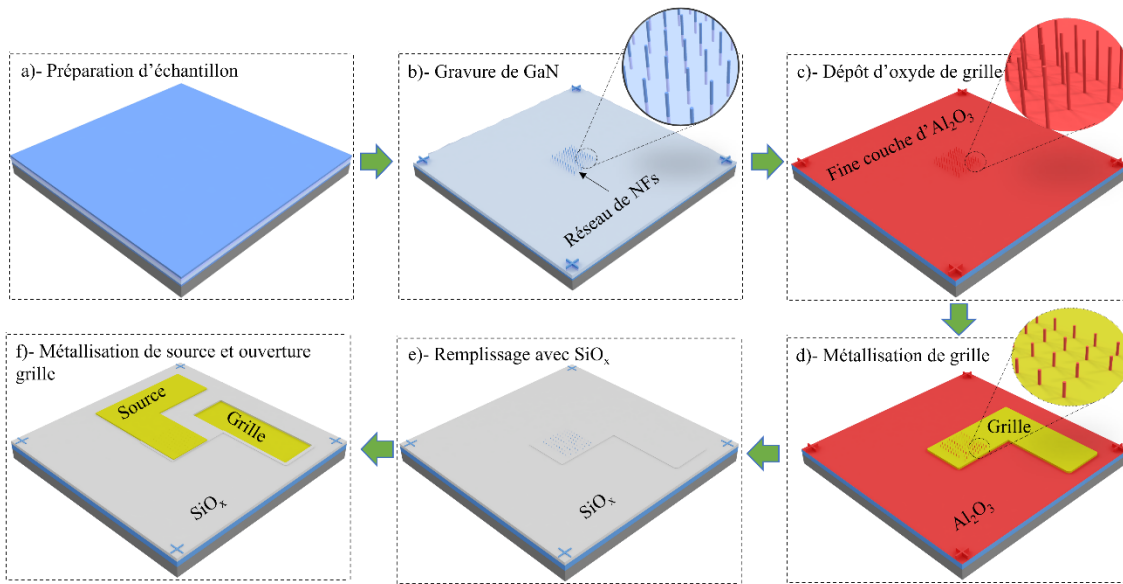 a)- Préparation d'échantillon
b)- Gravure de GaN
Réseau de NFs
c)- Dépôt d'oxyde de grille
Fine couche d'Al₂O₃
d)- Métallisation de grille
Grille
Al₂O₃
e)- Remplissage avec SiOₓ
SiOₓ
f)- Métallisation de source et ouverture
grille
Source
Grille
SiOₓ